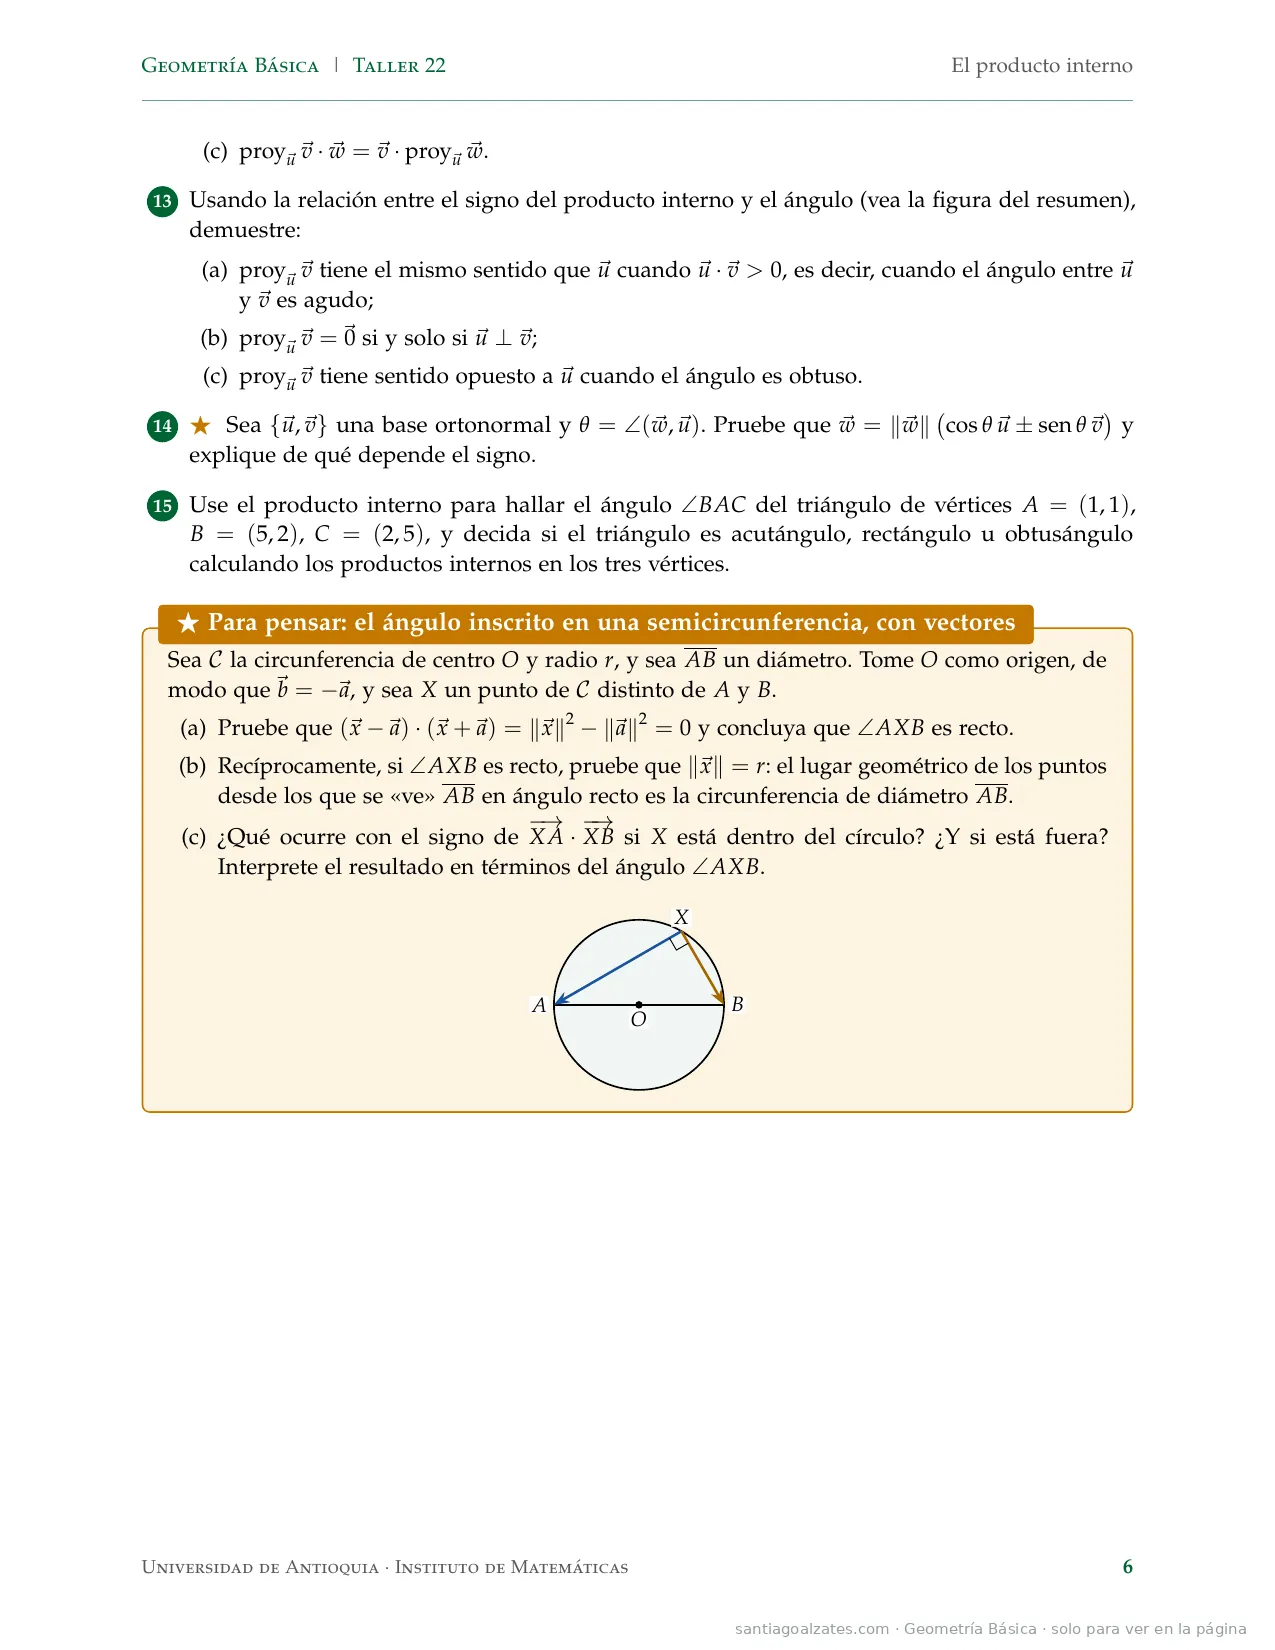 Geometría Básica | Taller 22 El producto interno
(c) proy_u⃗ v⃗ · w⃗ = v⃗ · proy_u⃗ w⃗.
13 Usando la relación entre el signo del producto interno y el ángulo (vea la figura del resumen),
demuestre:
(a) proy_u⃗ v⃗ tiene el mismo sentido que u⃗ cuando u⃗ · v⃗ > 0, es decir, cuando el ángulo entre u⃗
y v⃗ es agudo;
(b) proy_u⃗ v⃗ = 0⃗ si y solo si u⃗ ⊥ v⃗;
(c) proy_u⃗ v⃗ tiene sentido opuesto a u⃗ cuando el ángulo es obtuso.
14 ★ Sea {u⃗, v⃗} una base ortonormal y θ = ∠(w⃗, u⃗). Pruebe que w⃗ = ‖w⃗‖ (cos θ u⃗ ± sen θ v⃗) y
explique de qué depende el signo.
15 Use el producto interno para hallar el ángulo ∠BAC del triángulo de vértices A = (1, 1),
B = (5, 2), C = (2, 5), y decida si el triángulo es acutángulo, rectángulo u obtusángulo
calculando los productos internos en los tres vértices.
★ Para pensar: el ángulo inscrito en una semicircunferencia, con vectores
Sea 𝒞 la circunferencia de centro O y radio r, y sea A̅B̅ un diámetro. Tome O como origen, de
modo que b⃗ = −a⃗, y sea X un punto de 𝒞 distinto de A y B.
(a) Pruebe que (x⃗ − a⃗) · (x⃗ + a⃗) = ‖x⃗‖² − ‖a⃗‖² = 0 y concluya que ∠AXB es recto.
(b) Recíprocamente, si ∠AXB es recto, pruebe que ‖x⃗‖ = r: el lugar geométrico de los puntos
desde los que se «ve» A̅B̅ en ángulo recto es la circunferencia de diámetro A̅B̅.
(c) ¿Qué ocurre con el signo de XA⃗ · XB⃗ si X está dentro del círculo? ¿Y si está fuera?
Interprete el resultado en términos del ángulo ∠AXB.
X
A
B
O
Universidad de Antioquia · Instituto de Matemáticas 6
santiagoalzates.com · Geometría Básica · solo para ver en la página